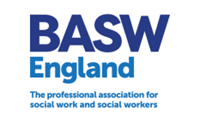 BASW
England
The professional association for
social work and social workers